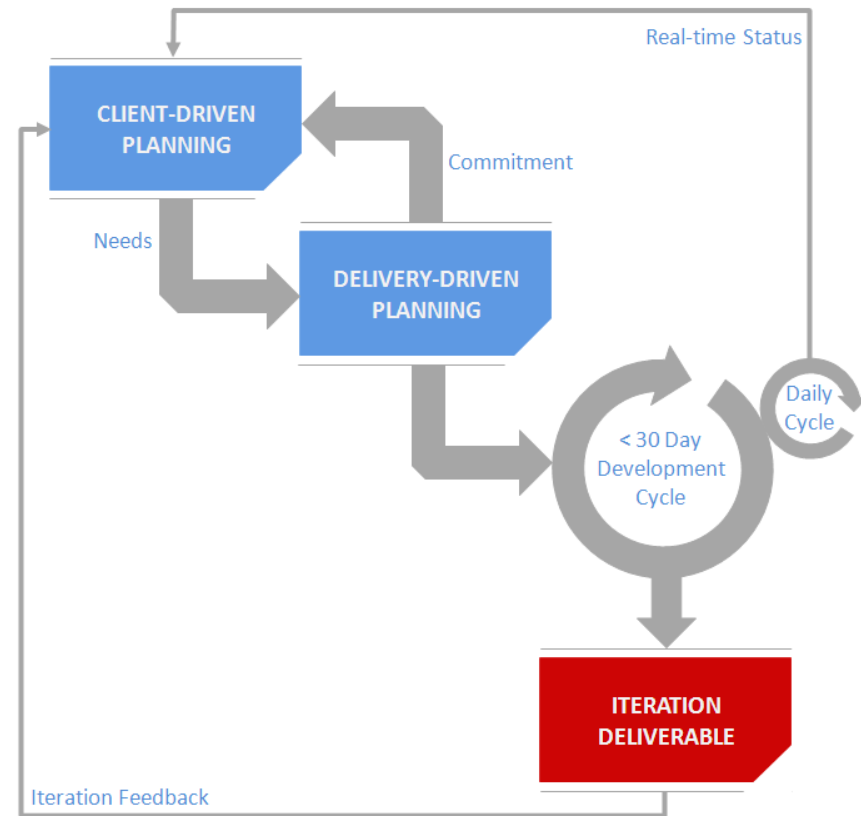 Real-time Status
CLIENT-DRIVEN
PLANNING
Commitment
Needs
DELIVERY-DRIVEN
PLANNING
Daily
Cycle
< 30 Day
Development
Cycle
ITERATION
DELIVERABLE
Iteration Feedback